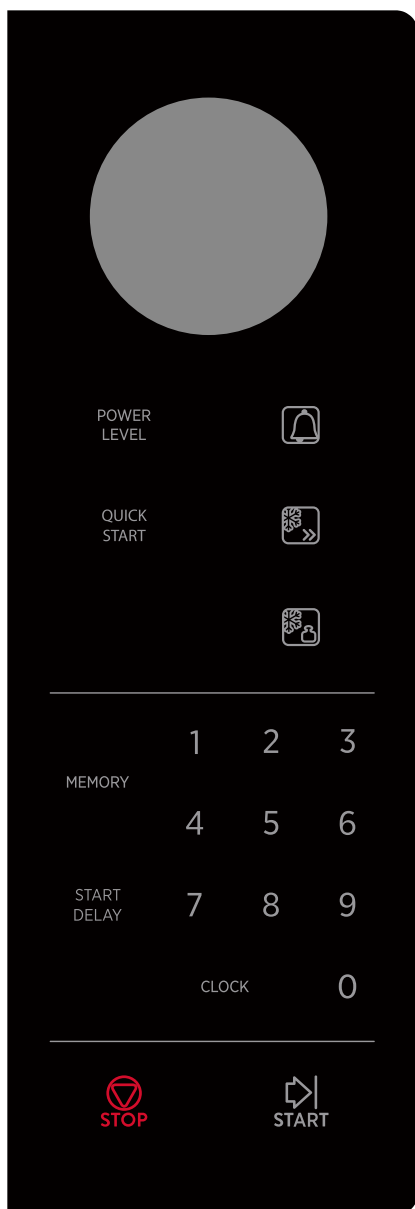 POWER
LEVEL
QUICK
START
1 2 3
MEMORY
4 5 6
START
DELAY
7 8 9
CLOCK 0
STOP START